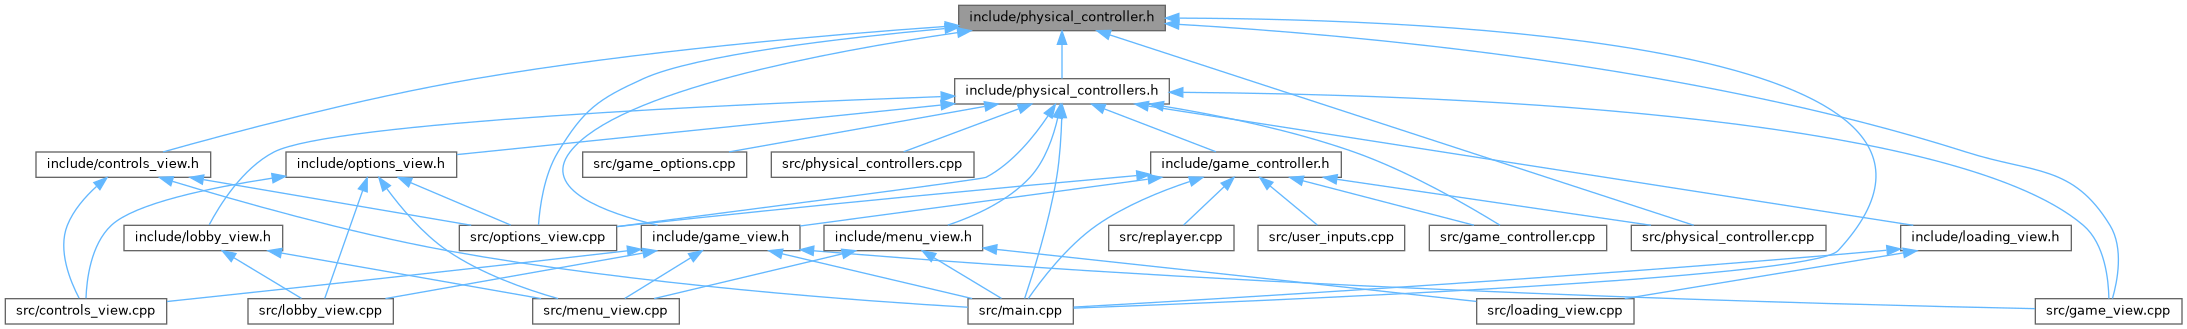 include/physical_controller.h
include/physical_controllers.h
include/controls_view.h
include/options_view.h
src/game_options.cpp
src/physical_controllers.cpp
include/game_controller.h
include/lobby_view.h
src/options_view.cpp
include/game_view.h
include/menu_view.h
src/replayer.cpp
src/user_inputs.cpp
src/game_controller.cpp
src/physical_controller.cpp
include/loading_view.h
src/controls_view.cpp
src/lobby_view.cpp
src/menu_view.cpp
src/main.cpp
src/loading_view.cpp
src/game_view.cpp